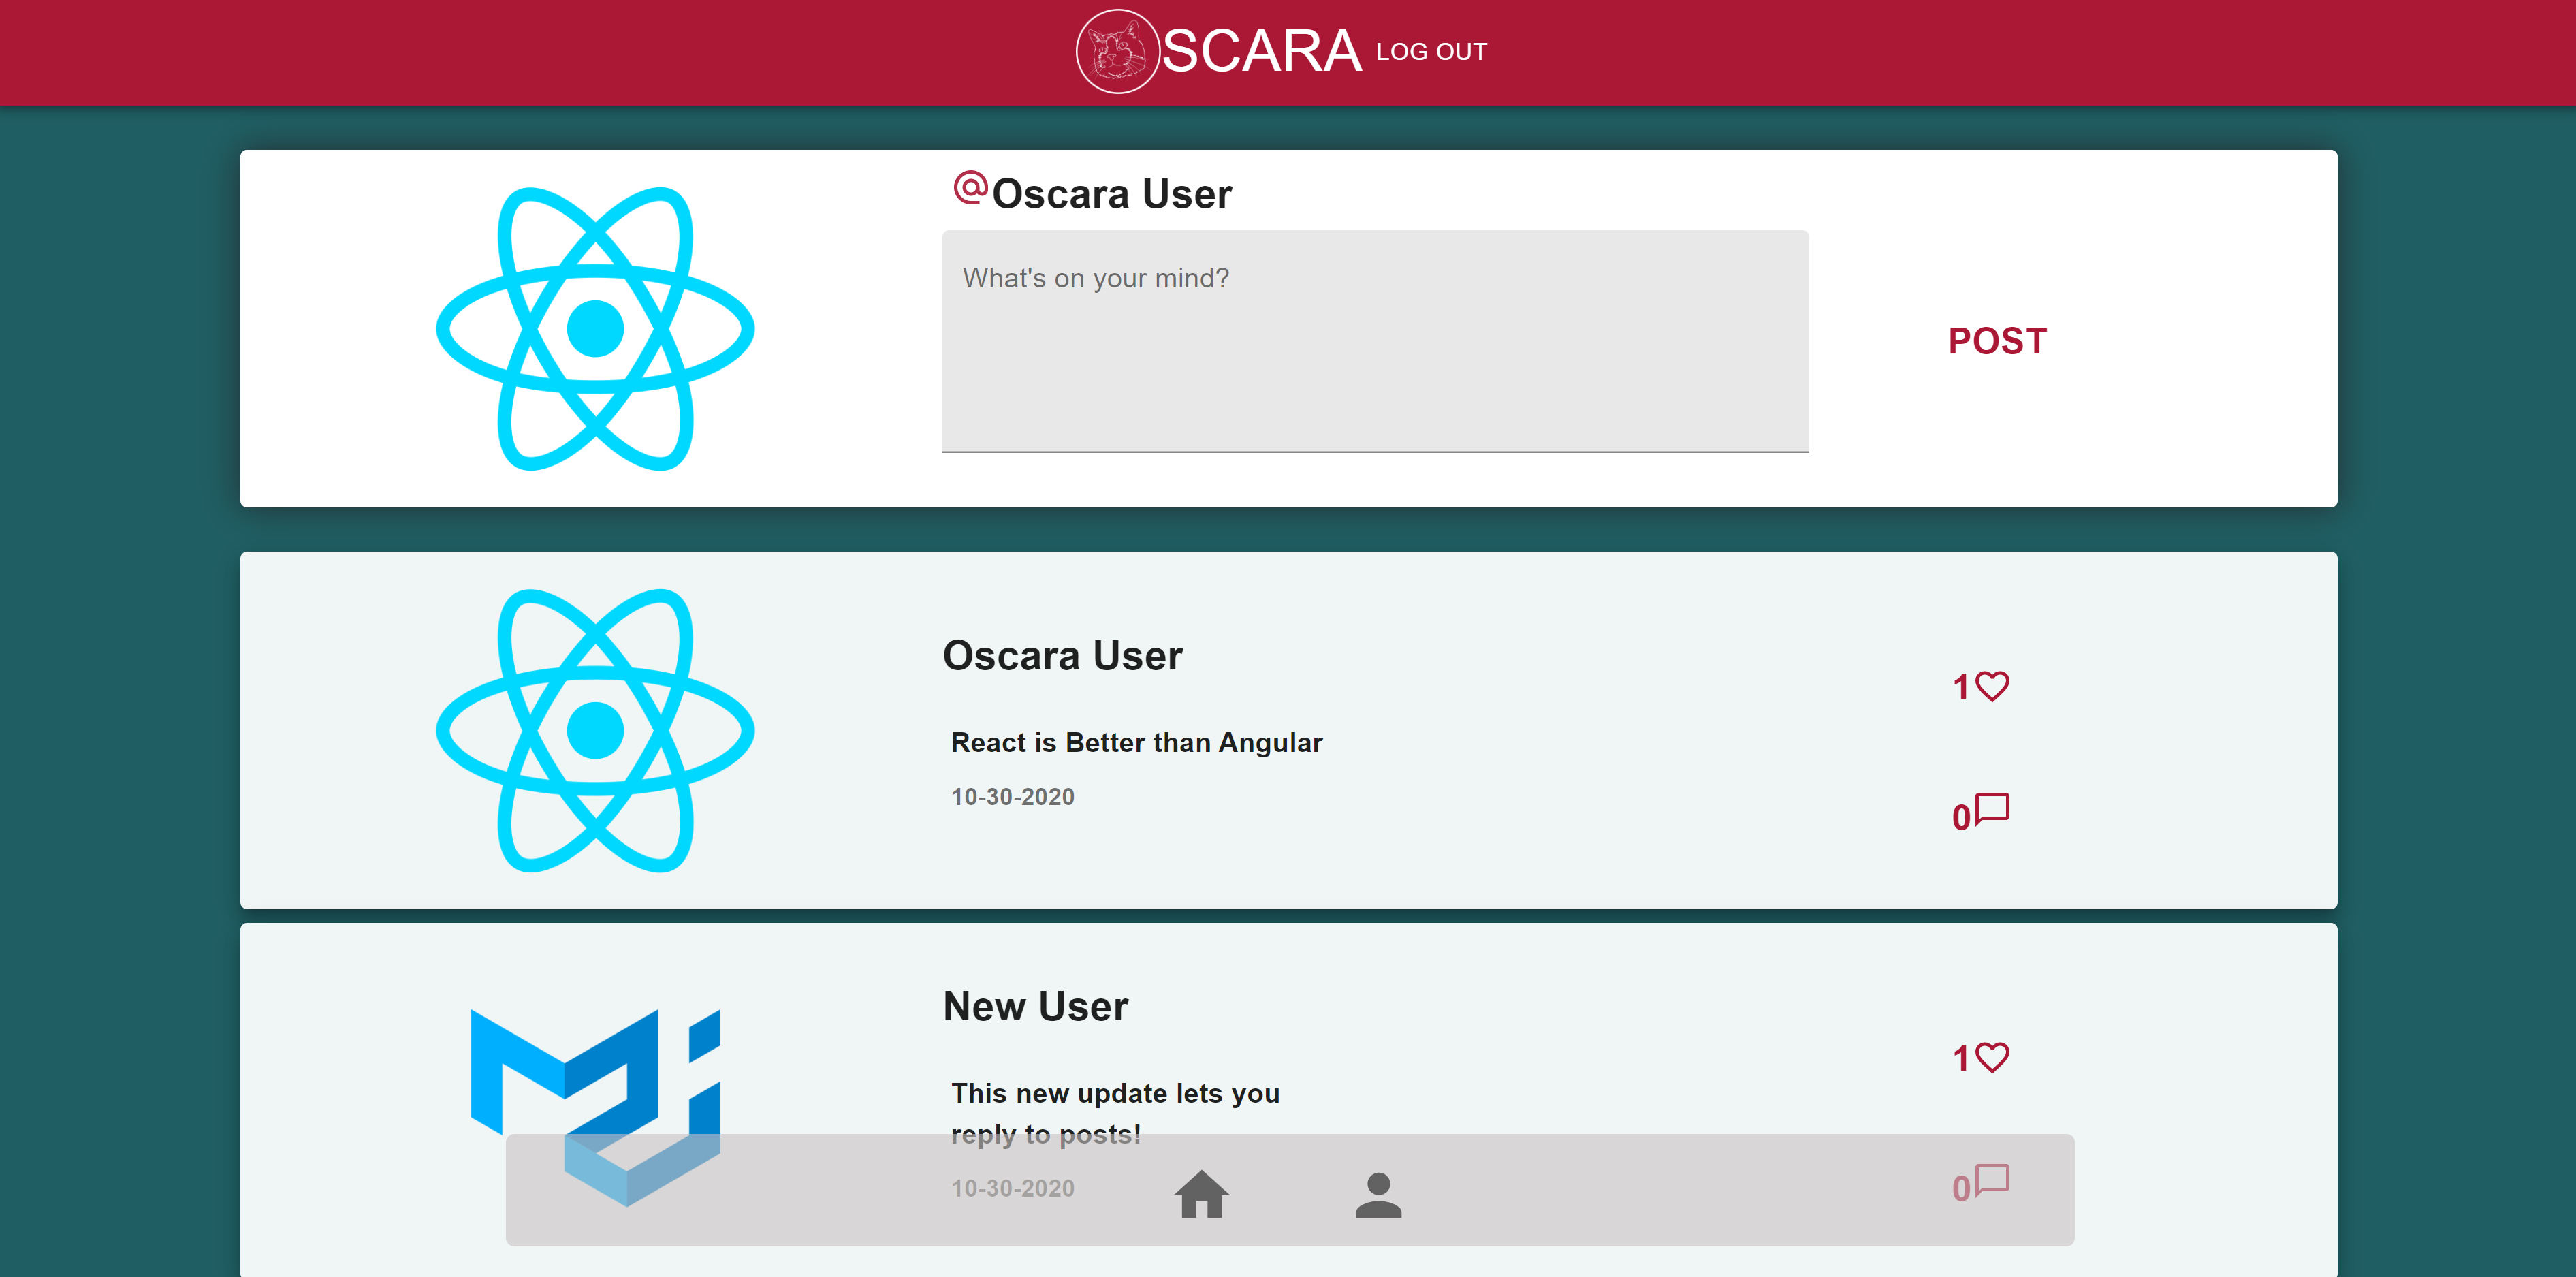 SCARA LOG OUT
Oscara User
What's on your mind?
POST
Oscara User
1
React is Better than Angular
10-30-2020
0
New User
1
This new update lets you
reply to posts!
10-30-2020
0